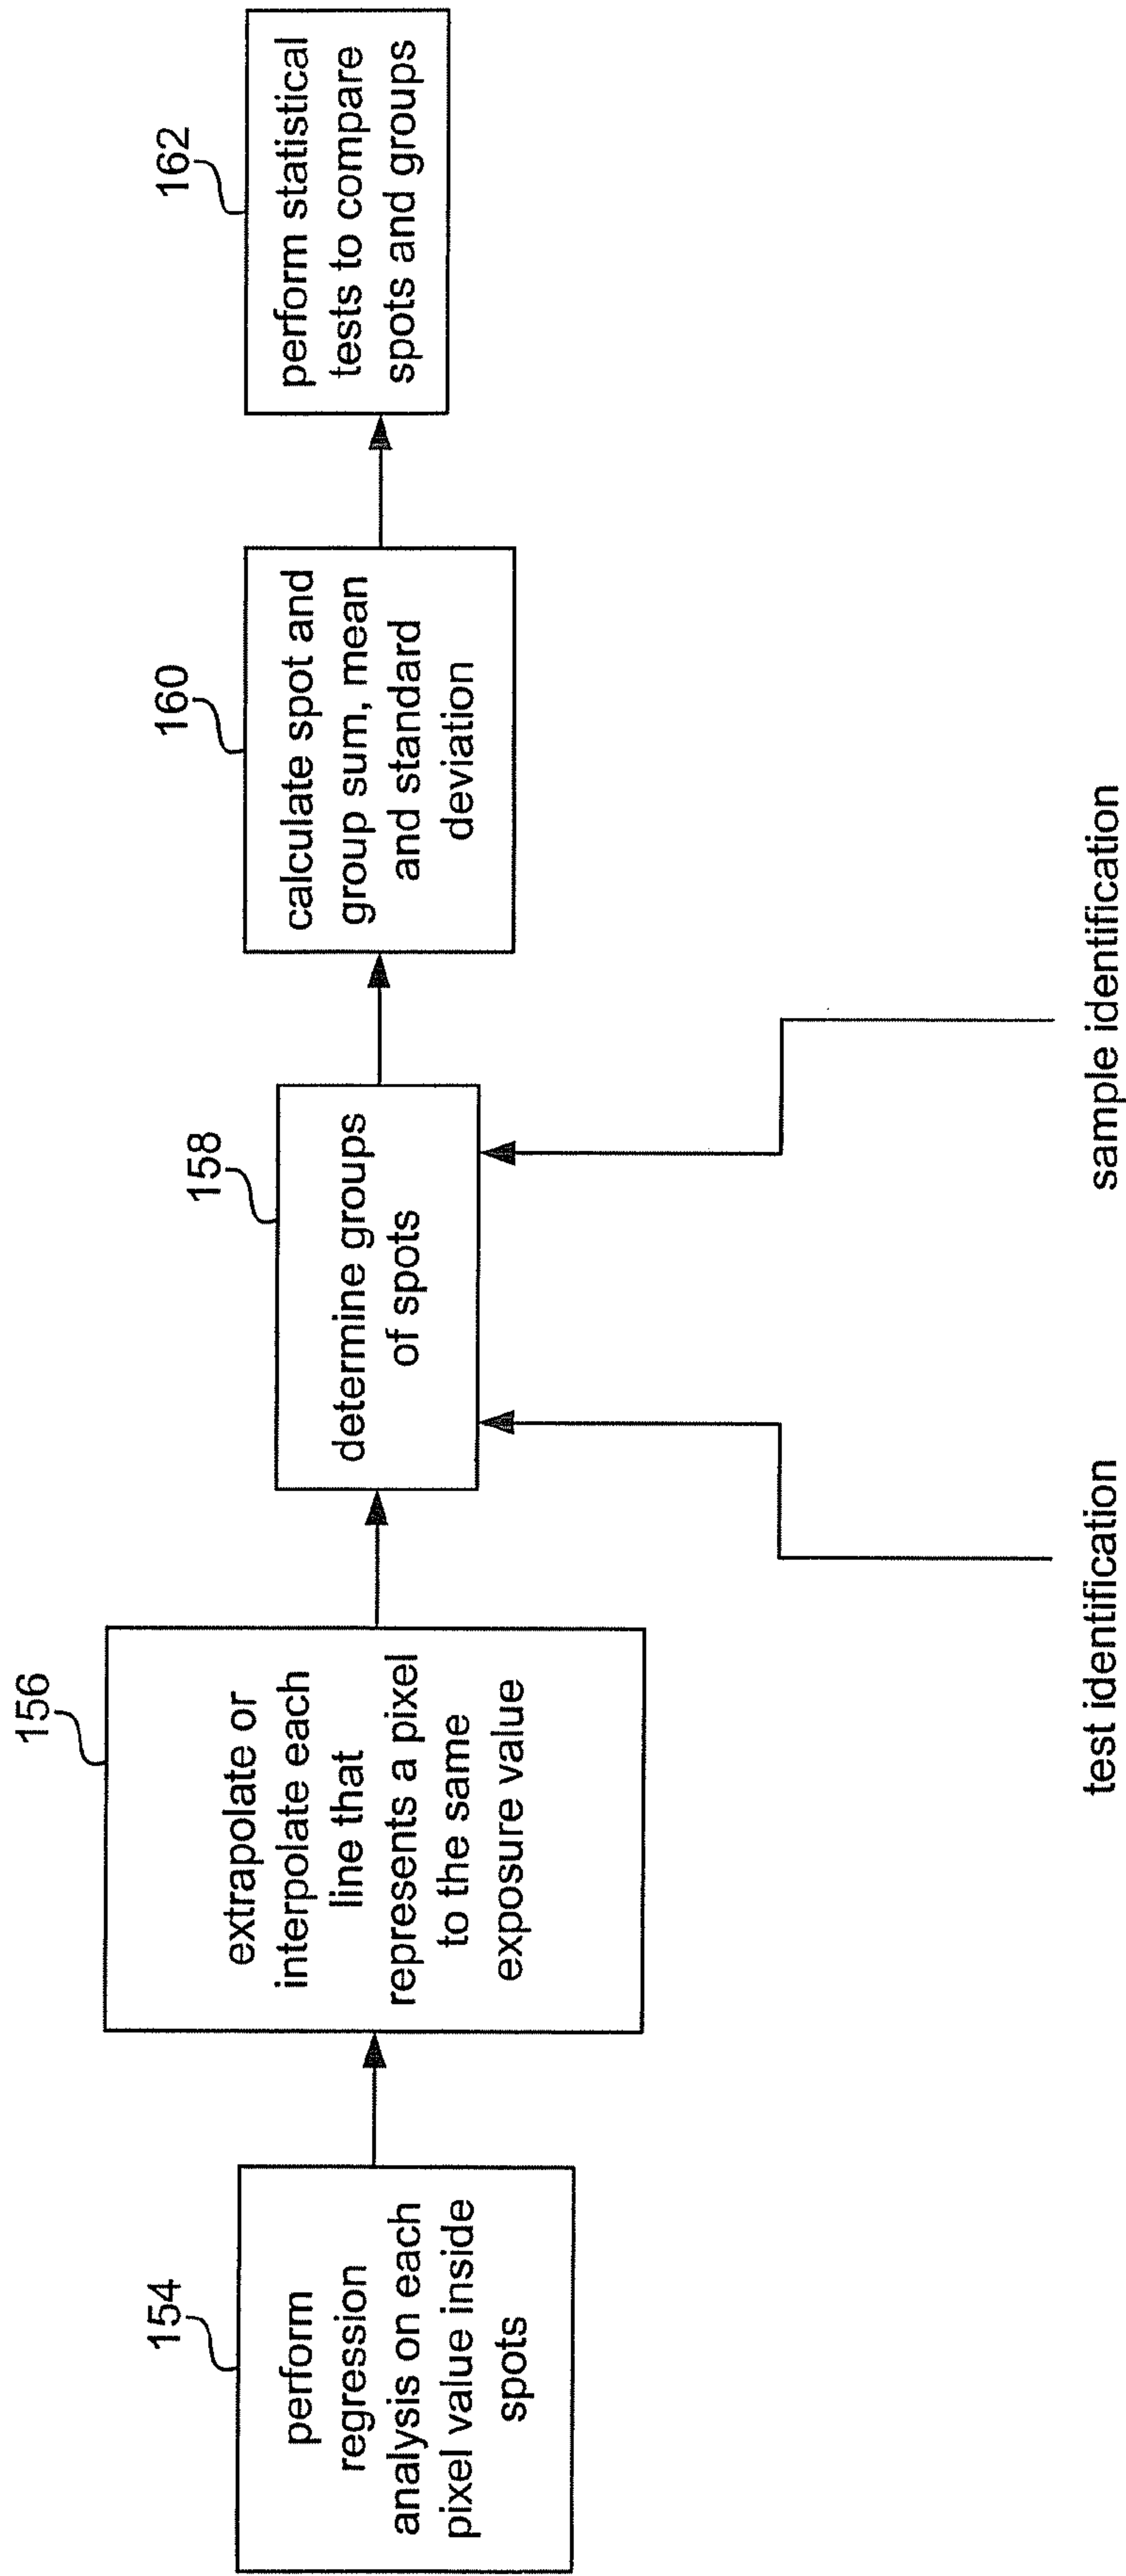 154
perform
regression
analysis on each
pixel value inside
spots
156
extrapolate or
interpolate each
line that
represents a pixel
to the same
exposure value
158
determine groups
of spots
160
calculate spot and
group sum, mean
and standard
deviation
162
perform statistical
tests to compare
spots and groups
test identification
sample identification